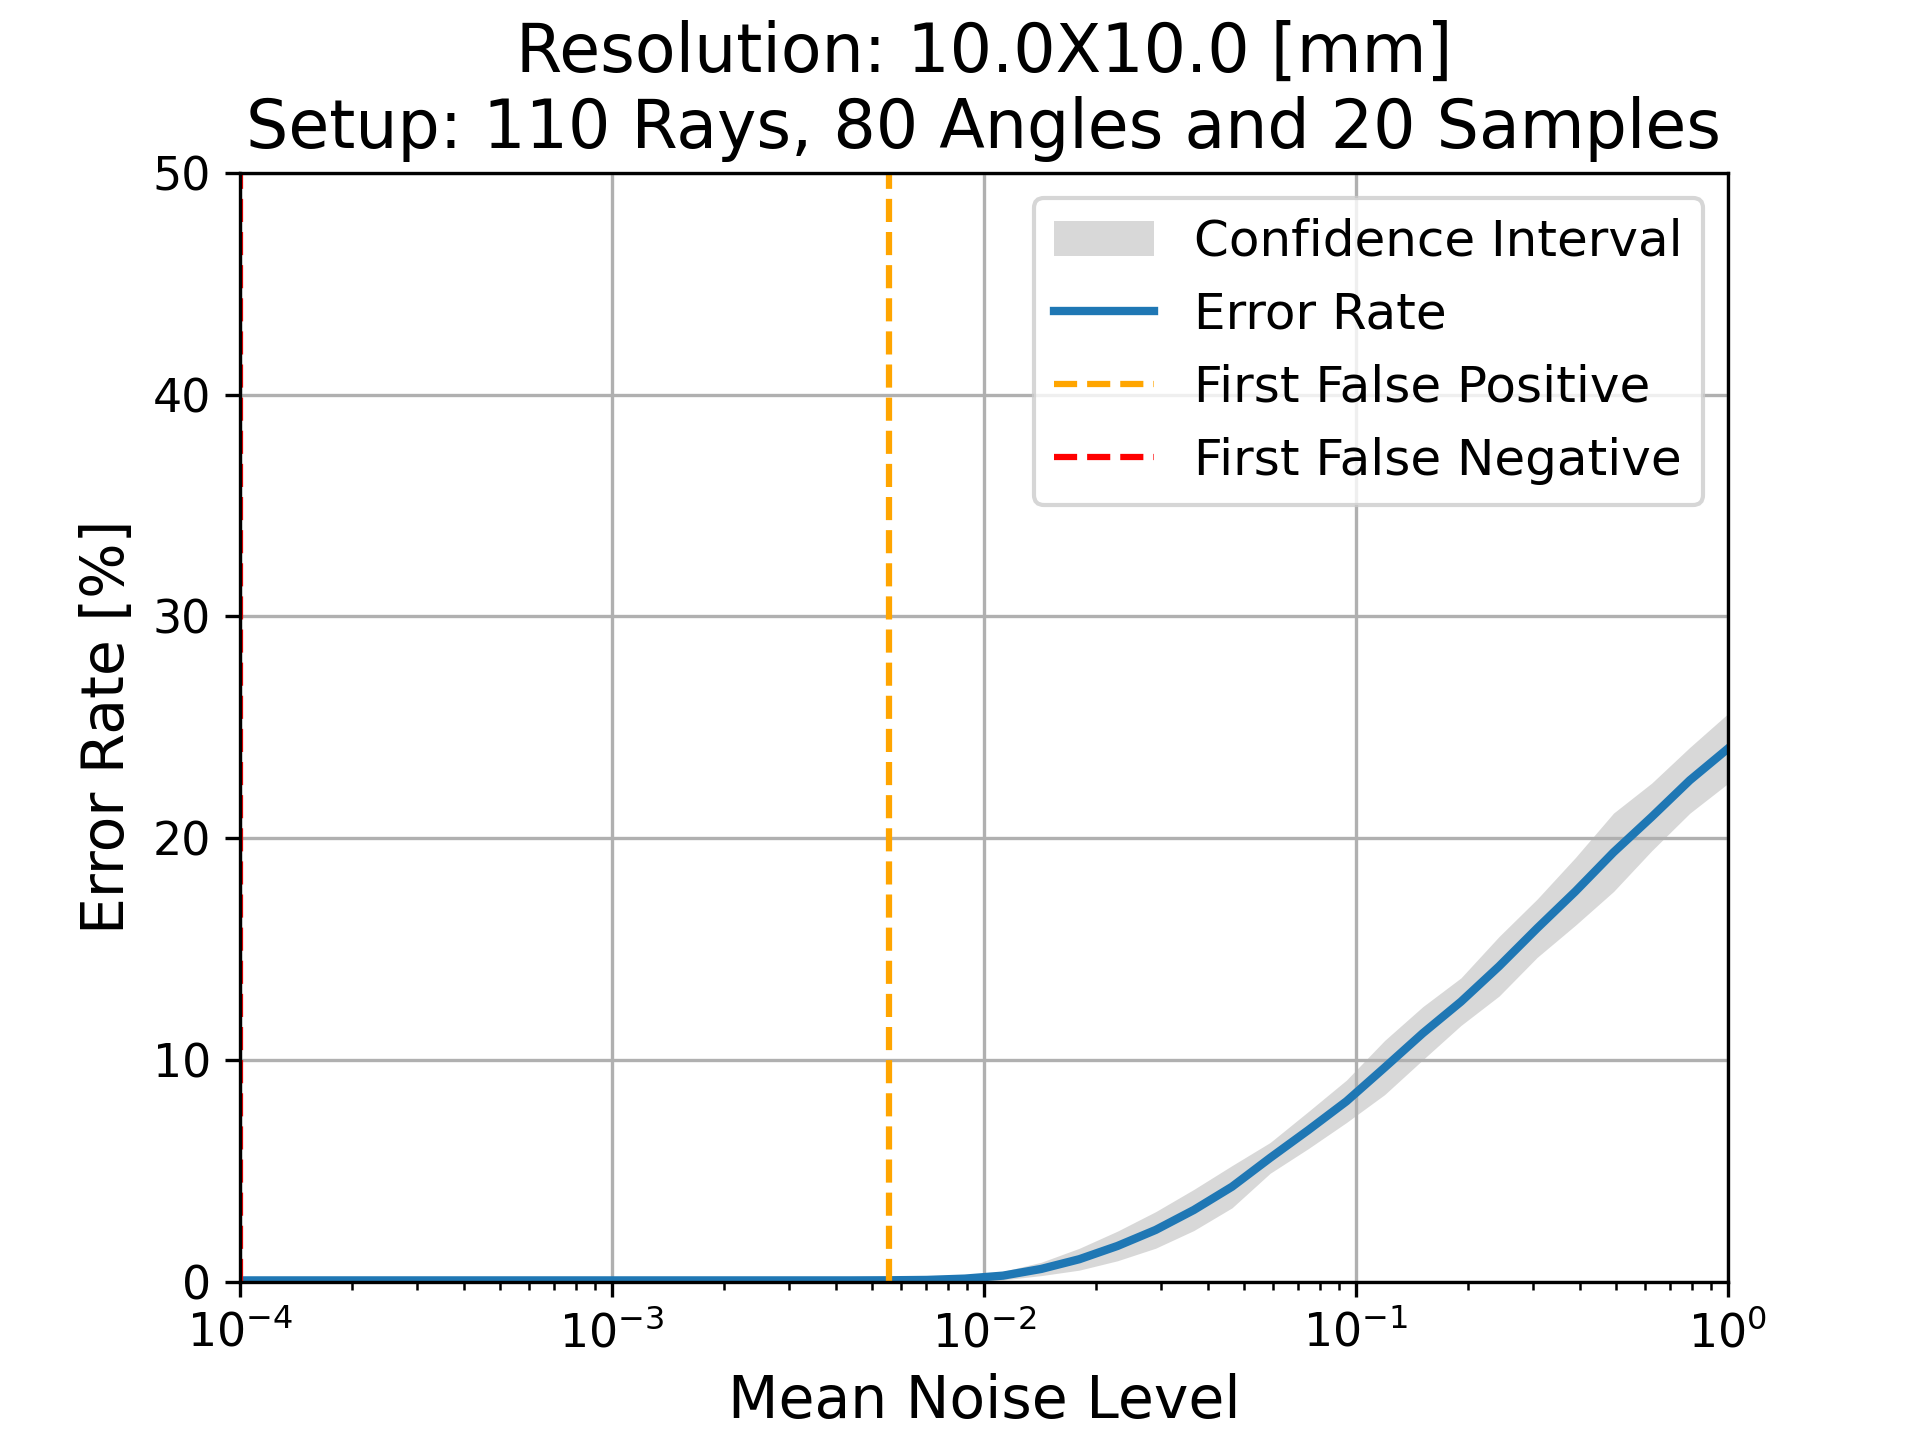 Resolution: 10.0X10.0 [mm]
Setup: 110 Rays, 80 Angles and 20 Samples
50
40
30
20
10
0
Error Rate [%]
Confidence Interval
Error Rate
First False Positive
First False Negative
10⁻⁴ 10⁻³ 10⁻² 10⁻¹ 10⁰
Mean Noise Level